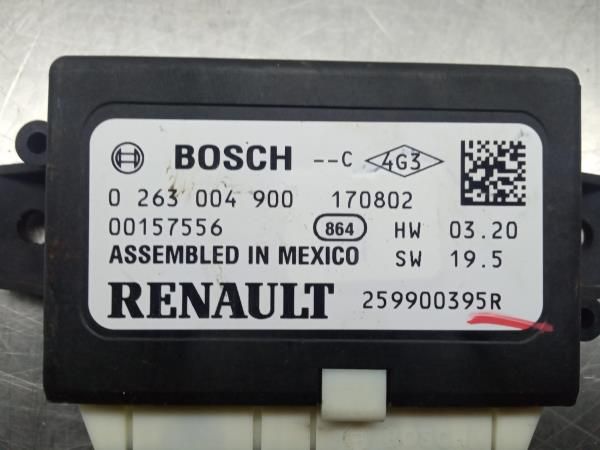 BOSCH --C 4G3
0 263 004 900 170802
00157556 864 HW 03.20
ASSEMBLED IN MEXICO SW 19.5
RENAULT 259900395R